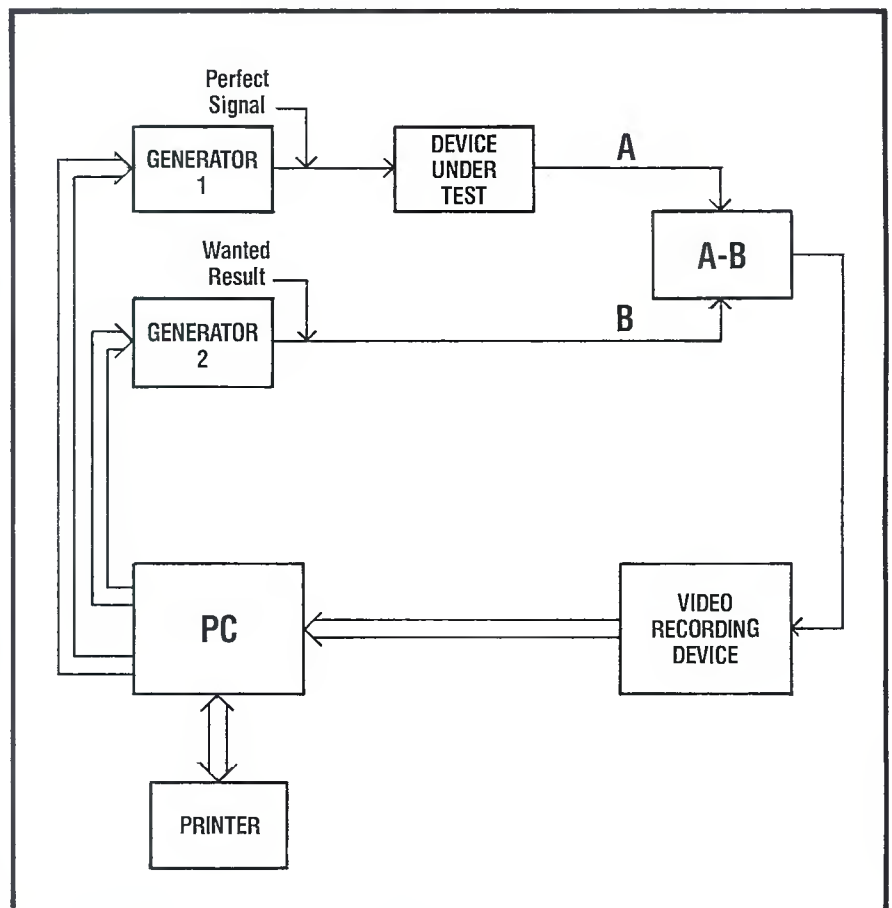 Perfect
Signal
GENERATOR
1
DEVICE
UNDER
TEST
A
A-B
Wanted
Result
GENERATOR
2
B
PC
VIDEO
RECORDING
DEVICE
PRINTER